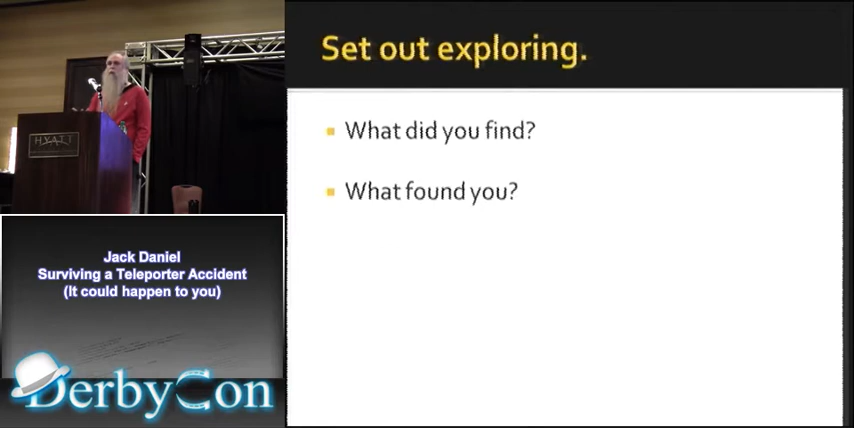 HYATT
Jack Daniel
Surviving a Teleporter Accident
(It could happen to you)
DerbyCon
Set out exploring.
What did you find?
What found you?